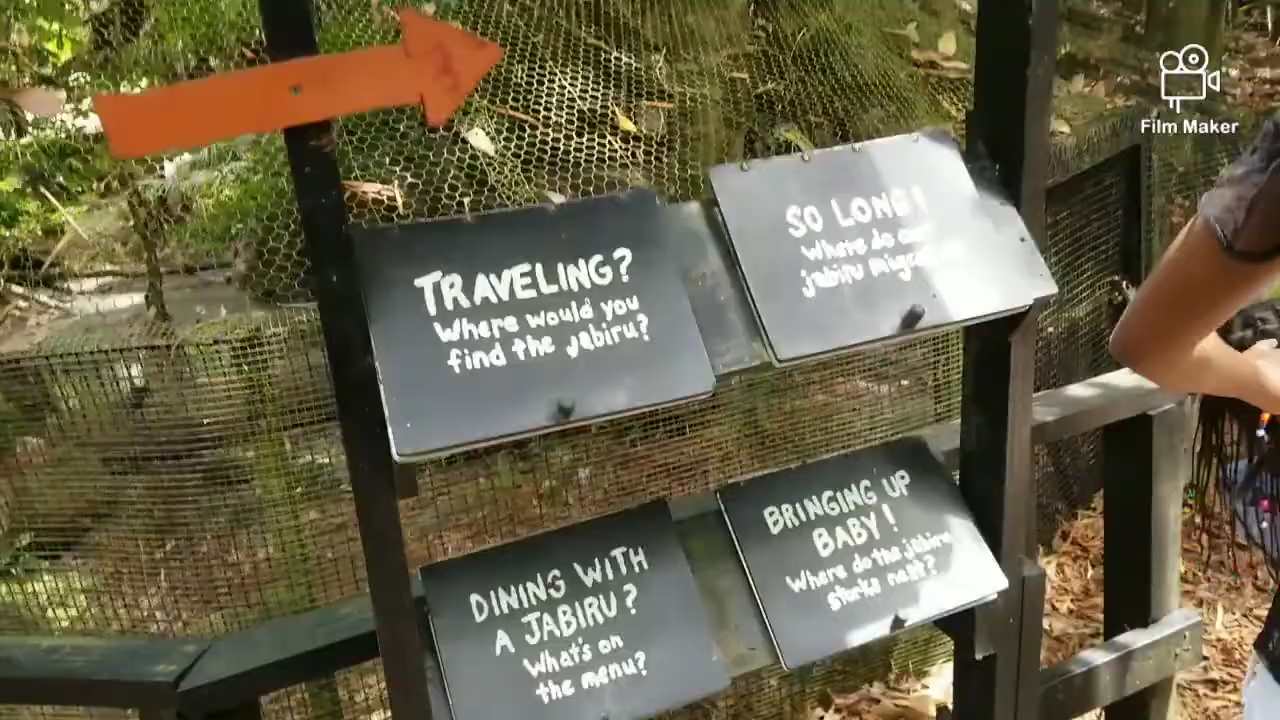 TRAVELING?
Where would you
find the jabiru?
SO LONG!
Where do
jabiru
DINING WITH
A JABIRU?
What's on
the menu?
BRINGING UP
BABY!
Where do the jabiru
storks nest?
Film Maker